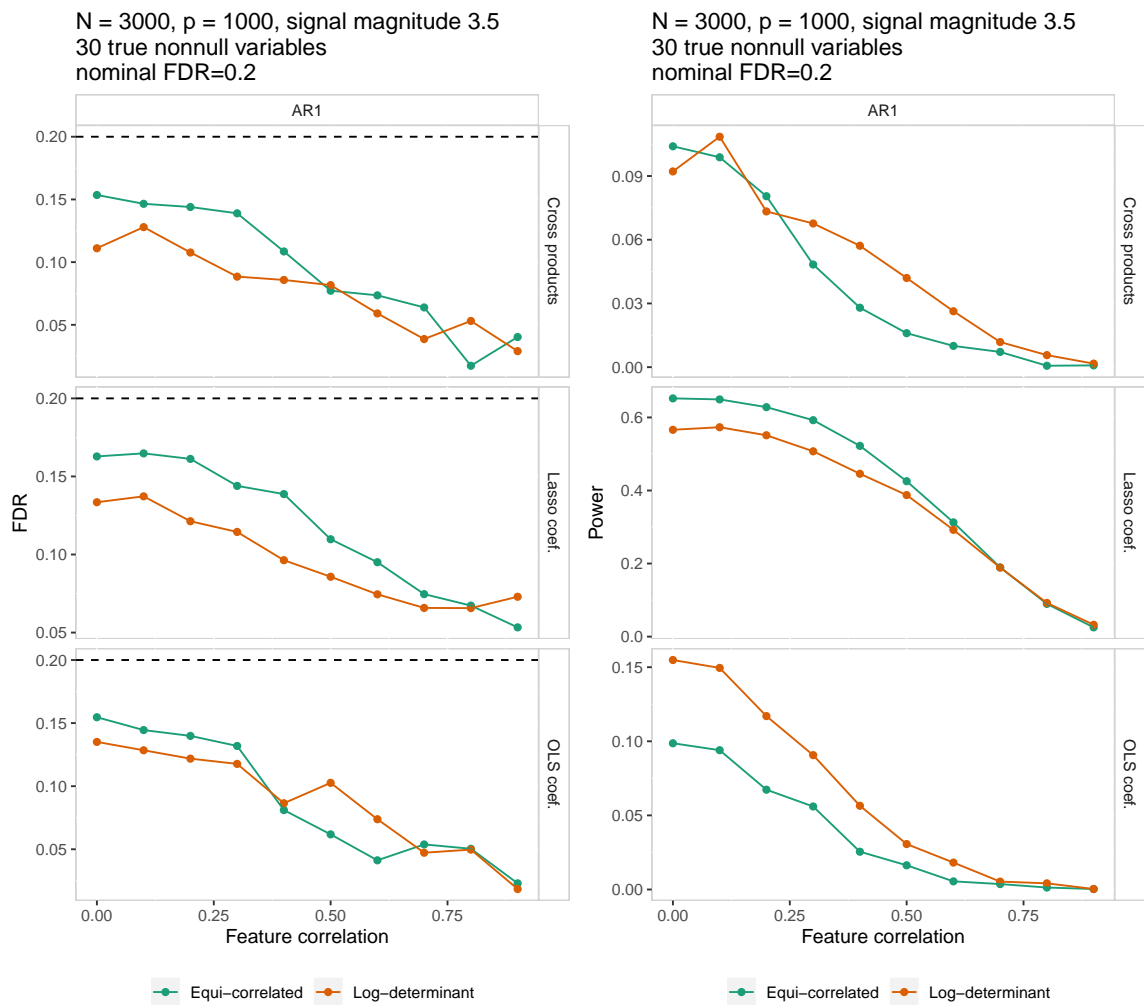 N = 3000, p = 1000, signal magnitude 3.5
30 true nonnull variables
nominal FDR=0.2
AR1
0.20
0.15
0.10
0.05
Cross products
0.20
0.15
0.10
0.05
Lasso coef.
0.20
0.15
0.10
0.05
OLS coef.
FDR
0.00
0.25
0.50
0.75
Feature correlation
Equi−correlated
Log−determinant
N = 3000, p = 1000, signal magnitude 3.5
30 true nonnull variables
nominal FDR=0.2
AR1
0.09
0.06
0.03
0.00
Cross products
0.6
0.4
0.2
0.0
Lasso coef.
0.15
0.10
0.05
0.00
OLS coef.
Power
0.00
0.25
0.50
0.75
Feature correlation
Equi−correlated
Log−determinant